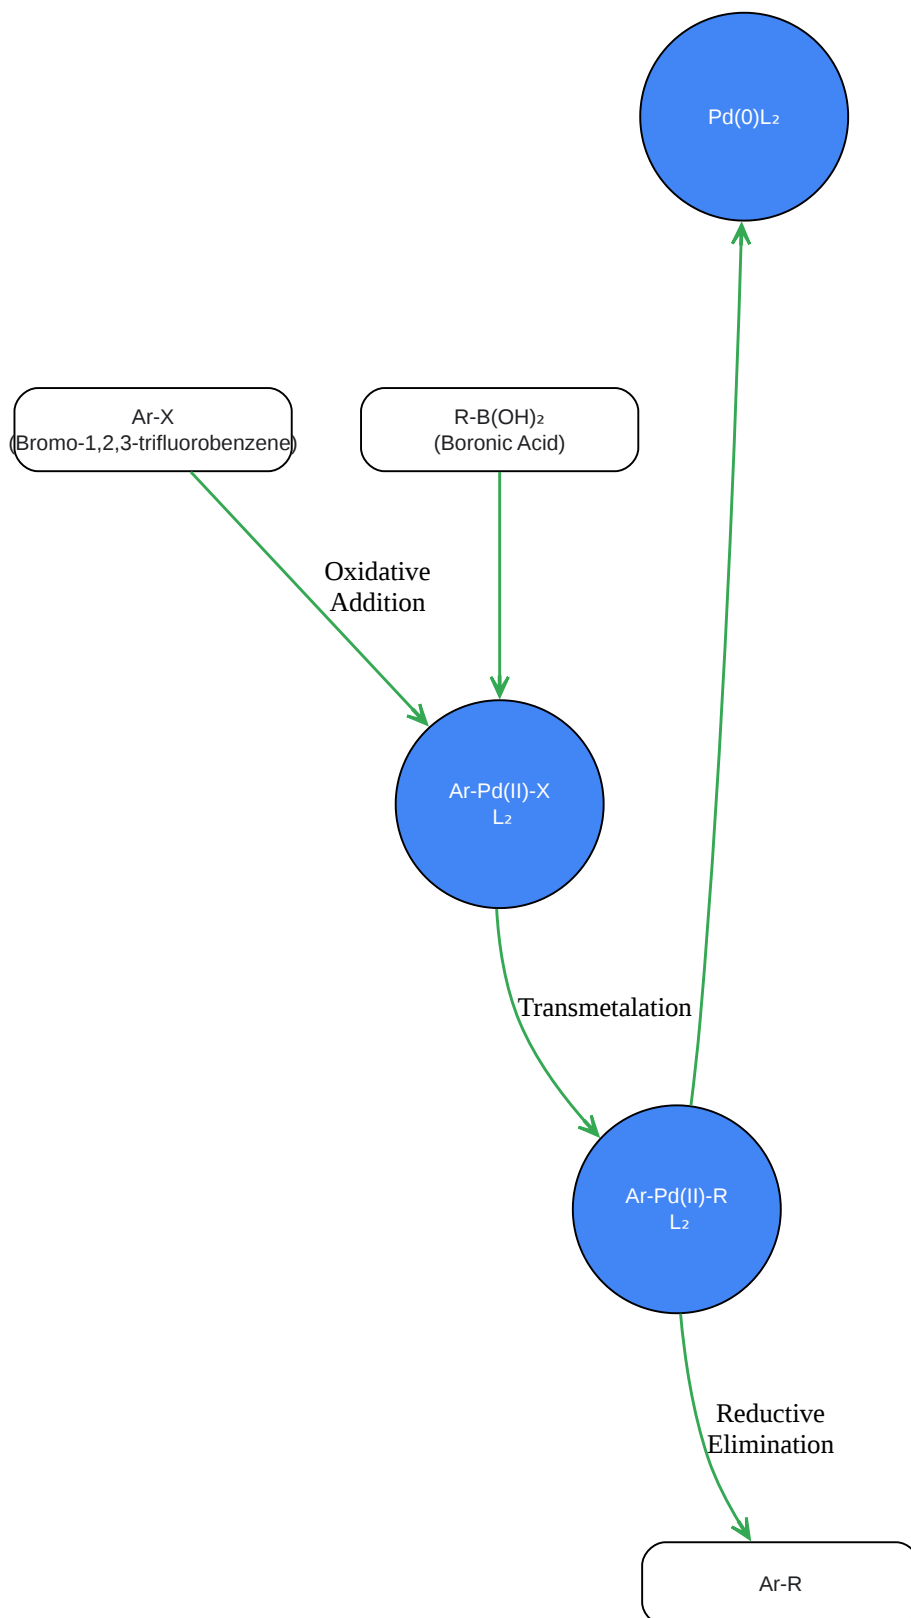 Pd(0)L₂
Ar-X
(Bromo-1,2,3-trifluorobenzene)
R-B(OH)₂
(Boronic Acid)
Oxidative
Addition
Ar-Pd(II)-X
L₂
Transmetalation
Ar-Pd(II)-R
L₂
Reductive
Elimination
Ar-R